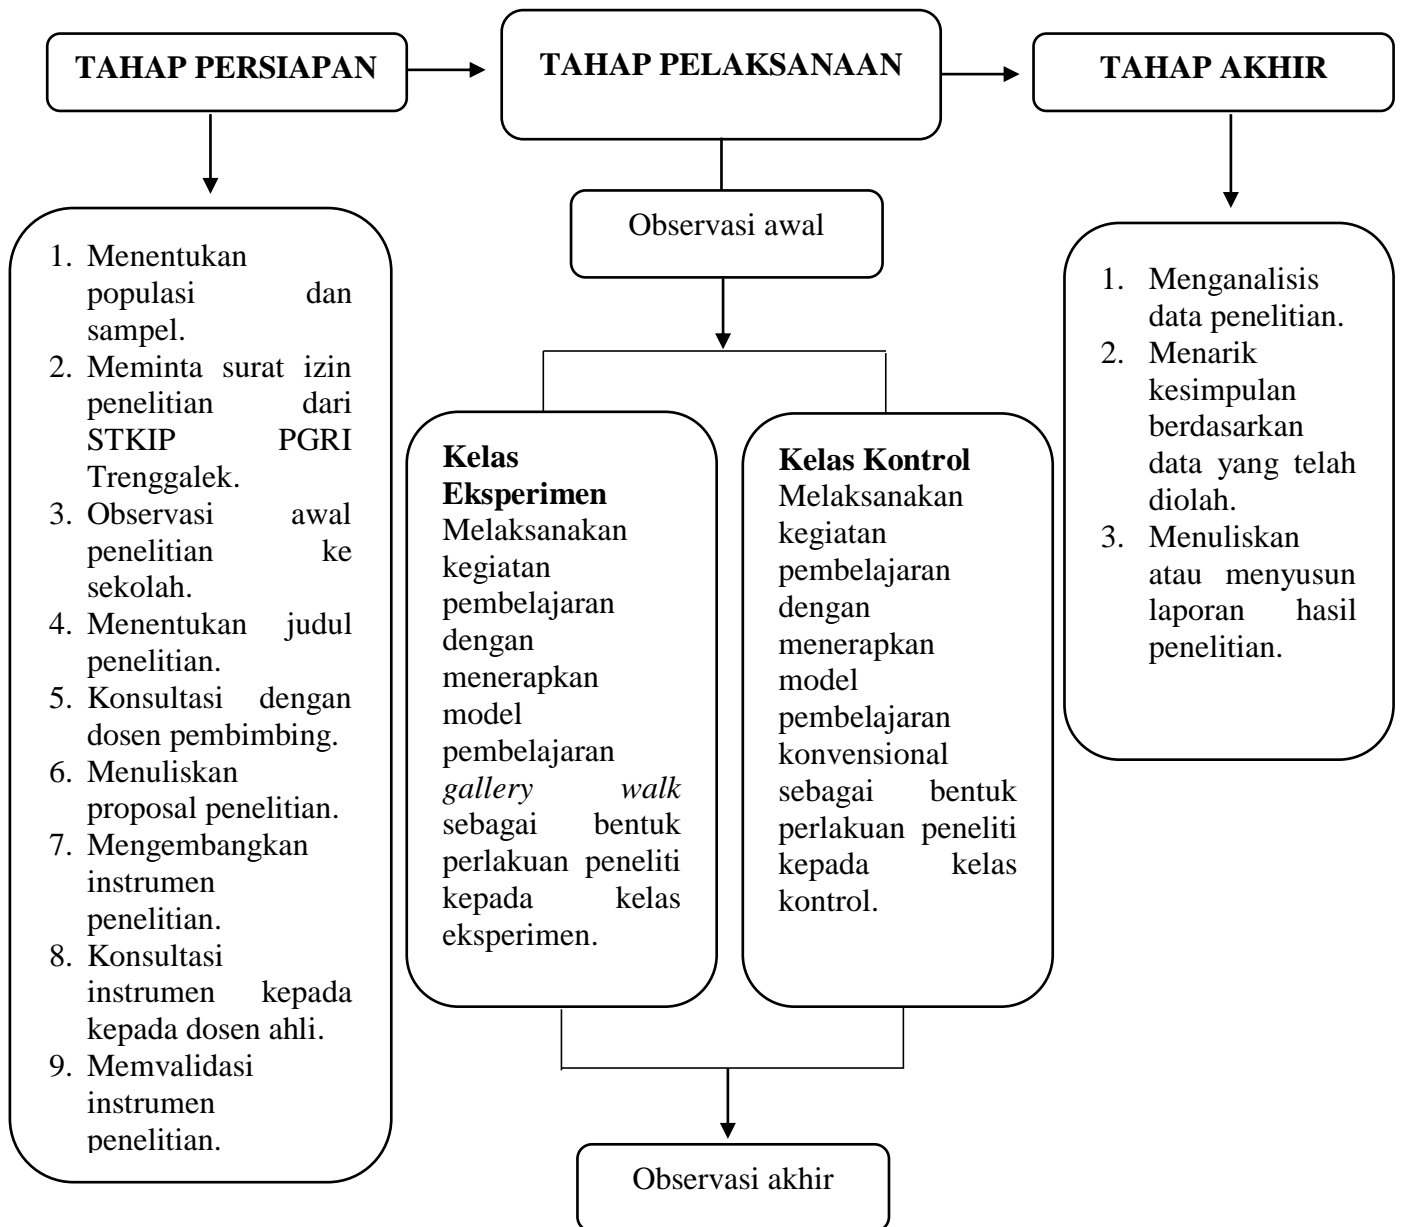 TAHAP PERSIAPAN
TAHAP PELAKSANAAN
TAHAP AKHIR
1. Menentukan
populasi dan
sampel.
2. Meminta surat izin
penelitian dari
STKIP PGRI
Trenggalek.
3. Observasi awal
penelitian ke
sekolah.
4. Menentukan judul
penelitian.
5. Konsultasi dengan
dosen pembimbing.
6. Menuliskan
proposal penelitian.
7. Mengembangkan
instrumen
penelitian.
8. Konsultasi
instrumen kepada
kepada dosen ahli.
9. Memvalidasi
instrumen
penelitian.
Observasi awal
Kelas
Eksperimen
Melaksanakan
kegiatan
pembelajaran
dengan
menerapkan
model
pembelajaran
gallery walk
sebagai bentuk
perlakuan peneliti
kepada kelas
eksperimen.
Kelas Kontrol
Melaksanakan
kegiatan
pembelajaran
dengan
menerapkan
model
pembelajaran
konvensional
sebagai bentuk
perlakuan peneliti
kepada kelas
kontrol.
Observasi akhir
1. Menganalisis
data penelitian.
2. Menarik
kesimpulan
berdasarkan
data yang telah
diolah.
3. Menuliskan
atau menyusun
laporan hasil
penelitian.